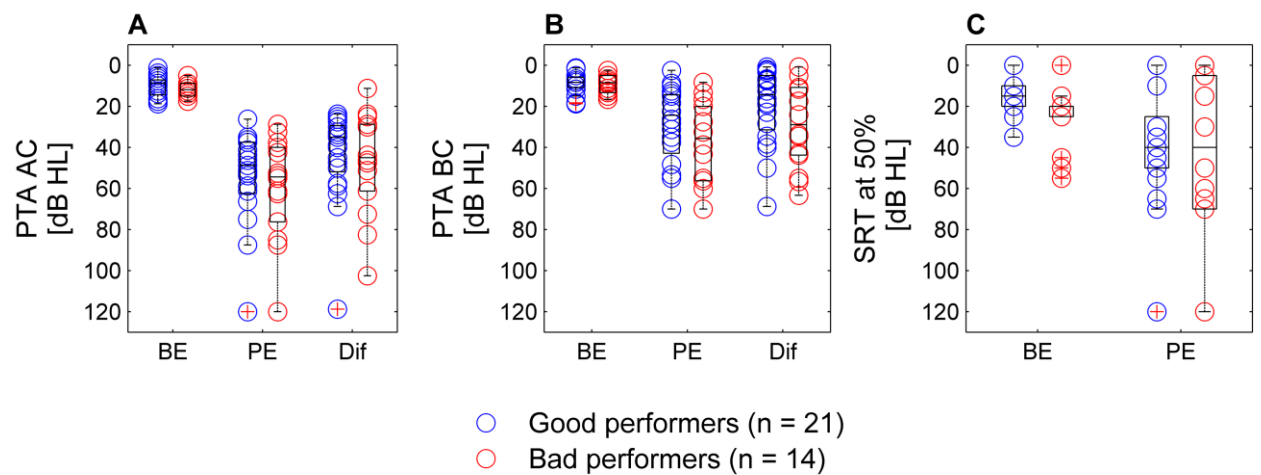 A
B
C
PTA AC
[dB HL]
0
20
40
60
80
100
120
BE PE Dif
PTA BC
[dB HL]
0
20
40
60
80
100
120
BE PE Dif
SRT at 50%
[dB HL]
0
20
40
60
80
100
120
BE PE
Good performers (n = 21)
Bad performers (n = 14)